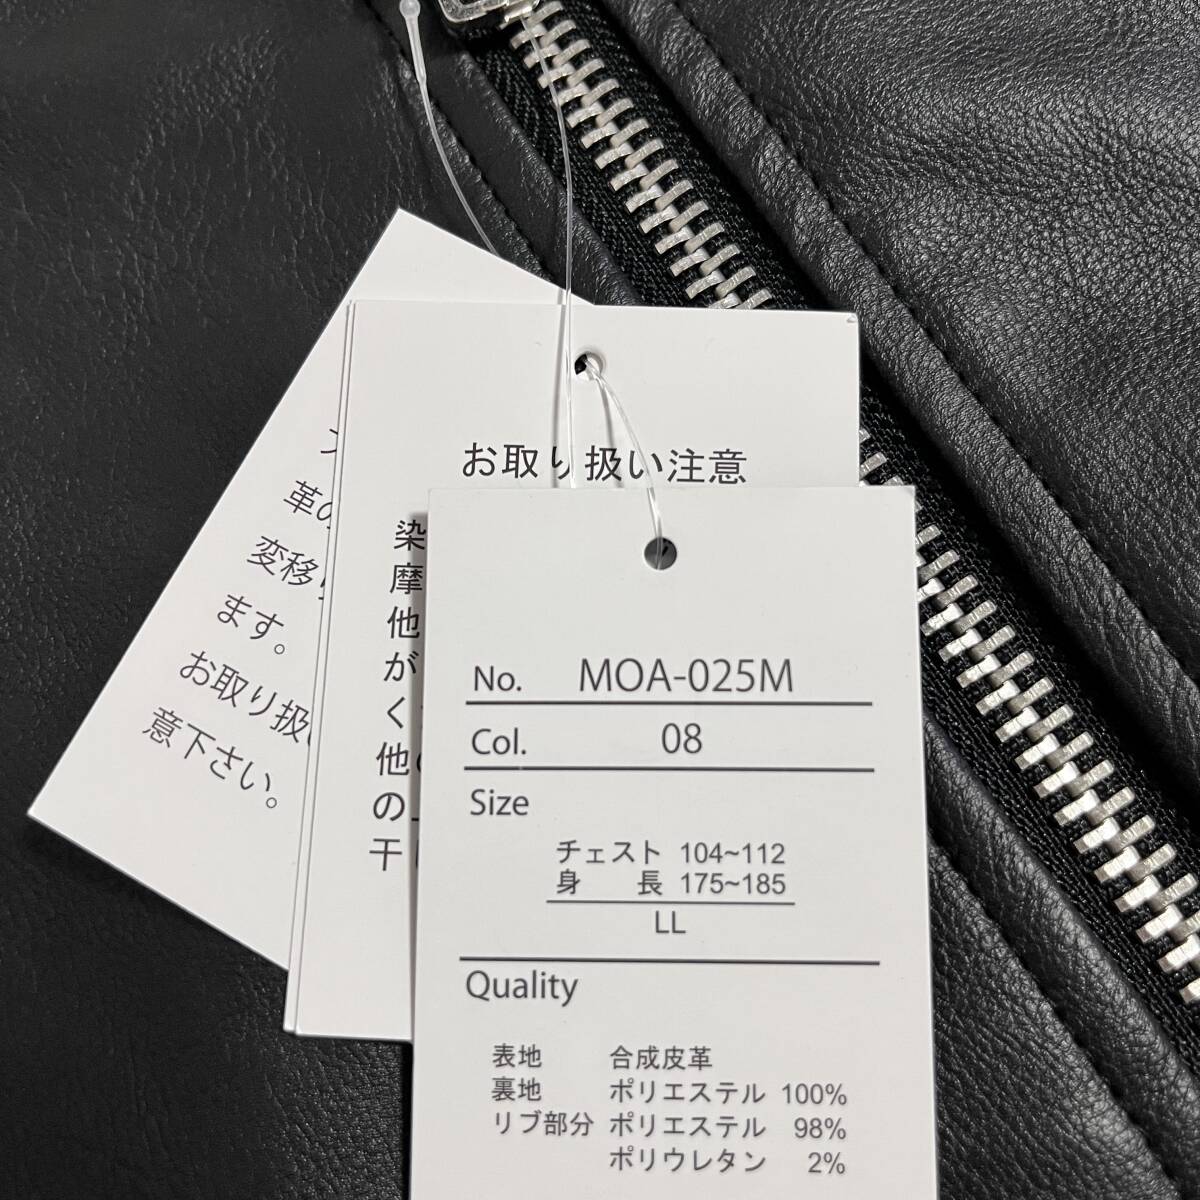 革の
変移
ます。
お取り扱い
意下さい。
お取り扱い注意
染
摩
他
が
く
他
の
干
No. MOA-025M
Col. 08
Size
チェスト 104~112
身 長 175~185
LL
Quality
表地 合成皮革
裏地 ポリエステル 100%
リブ部分 ポリエステル 98%
ポリウレタン 2%